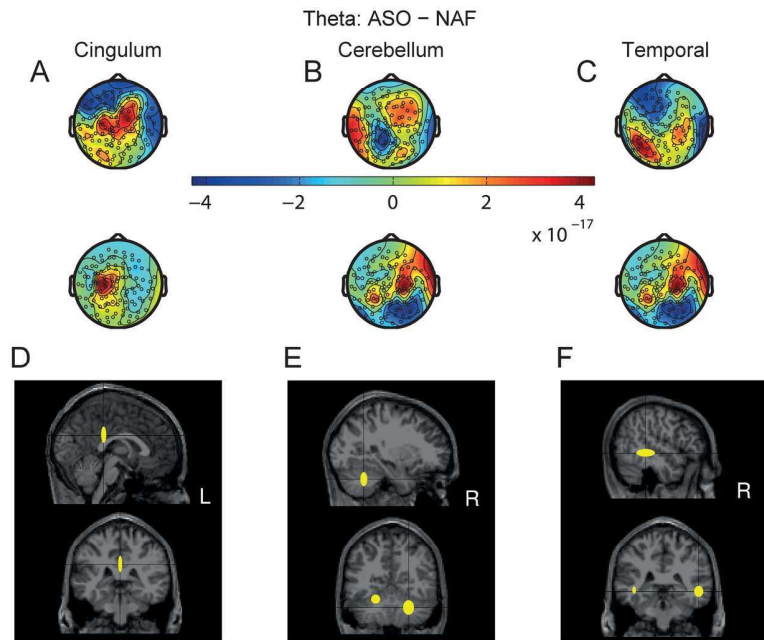 Theta: ASO − NAF
Cingulum
Cerebellum
Temporal
A
B
C
−4
−2
0
2
4
x 10 −17
D
E
F
L
R
R